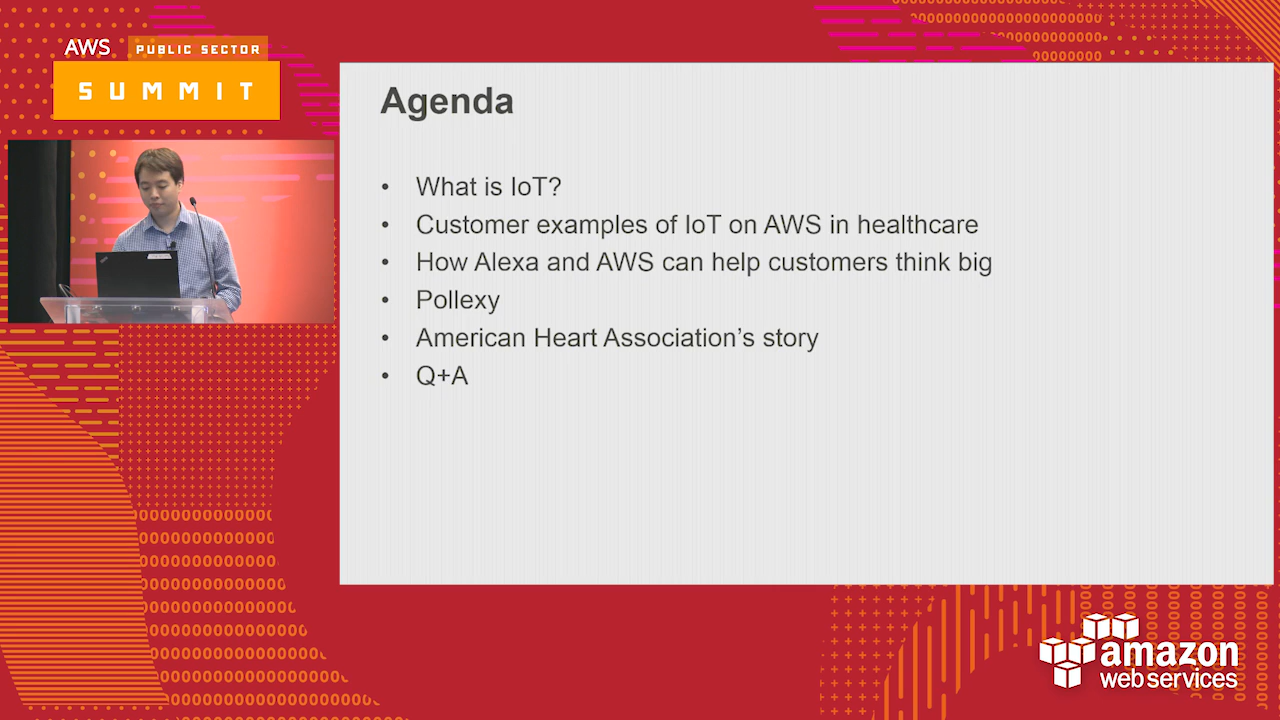 AWS PUBLIC SECTOR
SUMMIT
Agenda
• What is IoT?
• Customer examples of IoT on AWS in healthcare
• How Alexa and AWS can help customers think big
• Pollexy
• American Heart Association’s story
• Q+A
amazon
web services